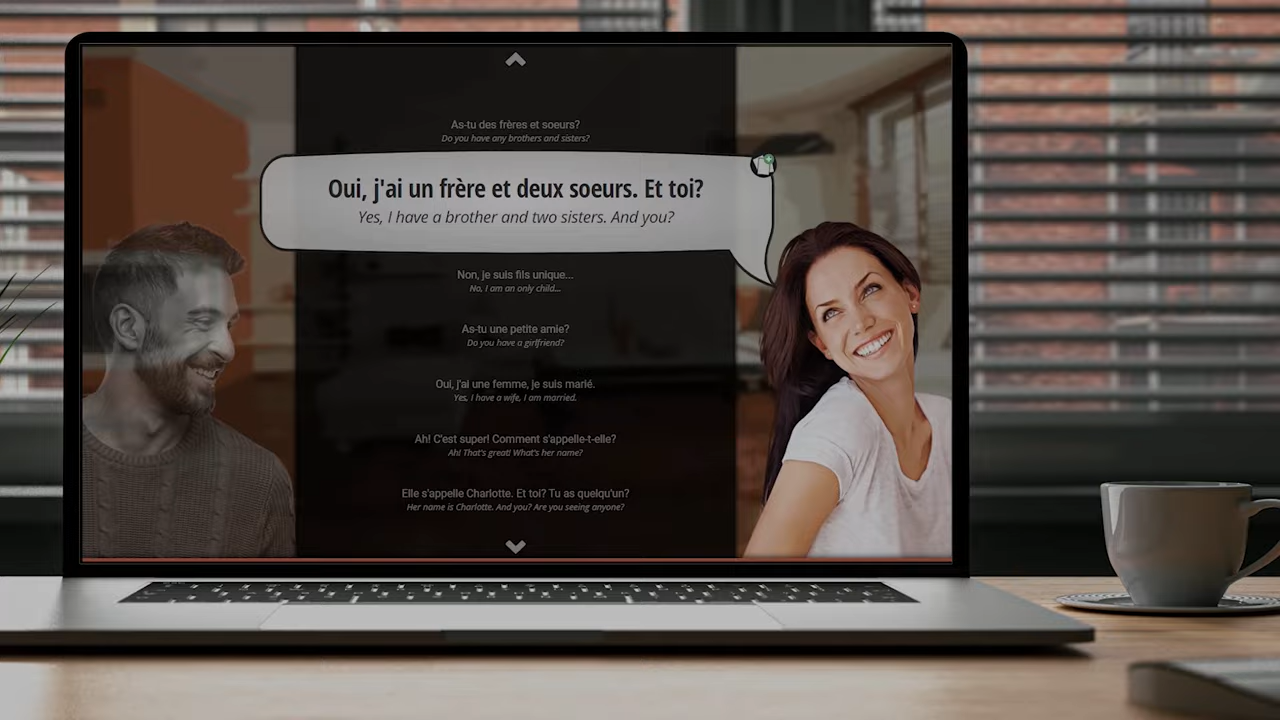 As-tu des frères et soeurs?
Do you have any brothers and sisters?
Oui, j'ai un frère et deux soeurs. Et toi?
Yes, I have a brother and two sisters. And you?
Non, je suis fils unique...
No, I am an only child...
As-tu une petite amie?
Do you have a girlfriend?
Oui, j'ai une femme, je suis marié.
Yes, I have a wife, I am married.
Ah! C'est super! Comment s'appelle-t-elle?
Ah! That's great! What's her name?
Elle s'appelle Charlotte. Et toi? Tu as quelqu'un?
Her name is Charlotte. And you? Are you seeing anyone?